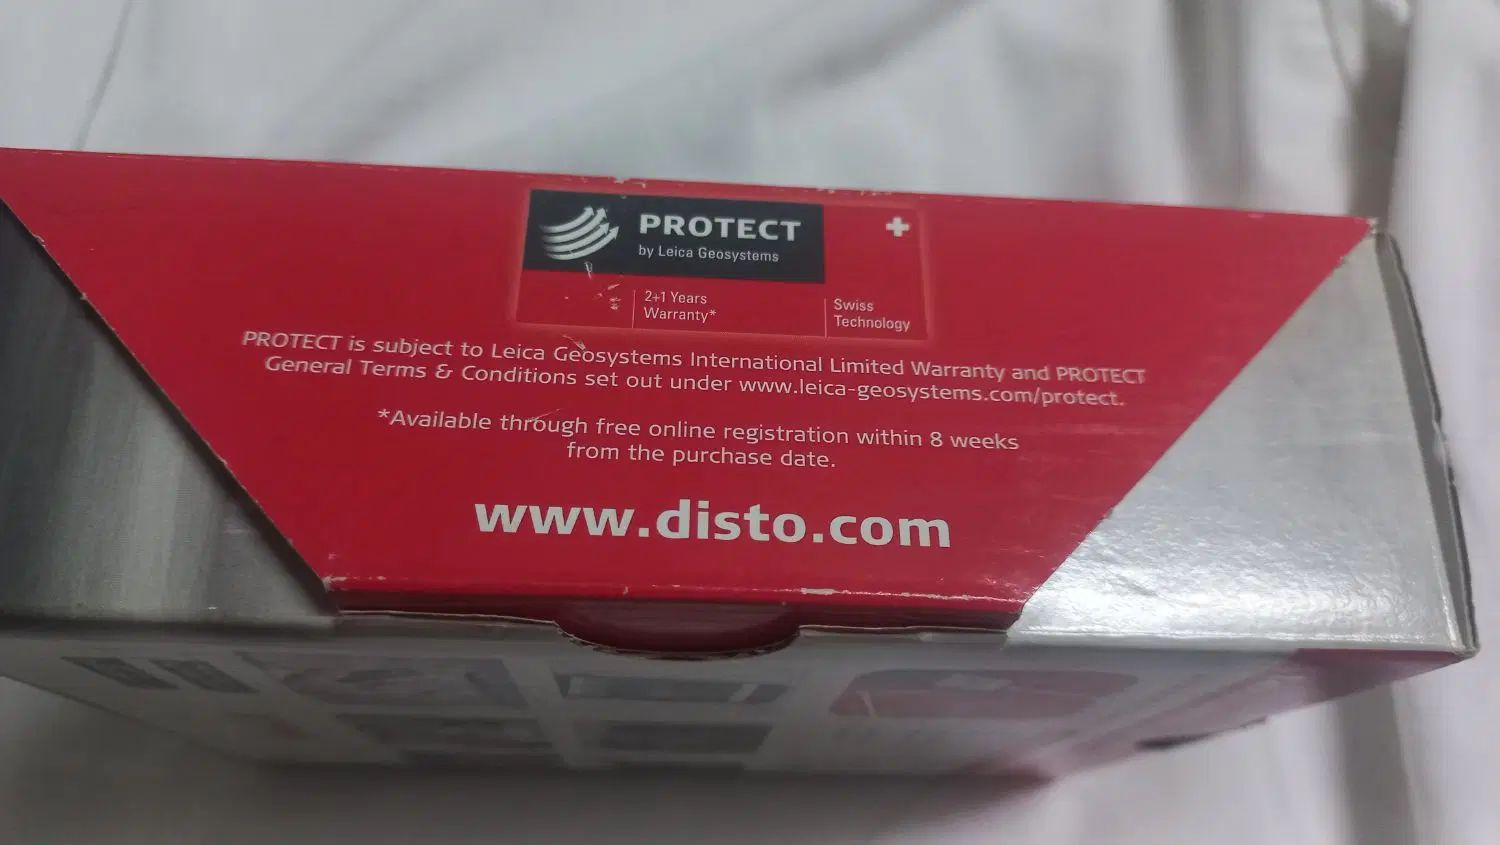 PROTECT
by Leica Geosystems
2+1 Years
Warranty*
Swiss
Technology
PROTECT is subject to Leica Geosystems International Limited Warranty and PROTECT
General Terms & Conditions set out under www.leica-geosystems.com/protect.
*Available through free online registration within 8 weeks
from the purchase date.
www.disto.com